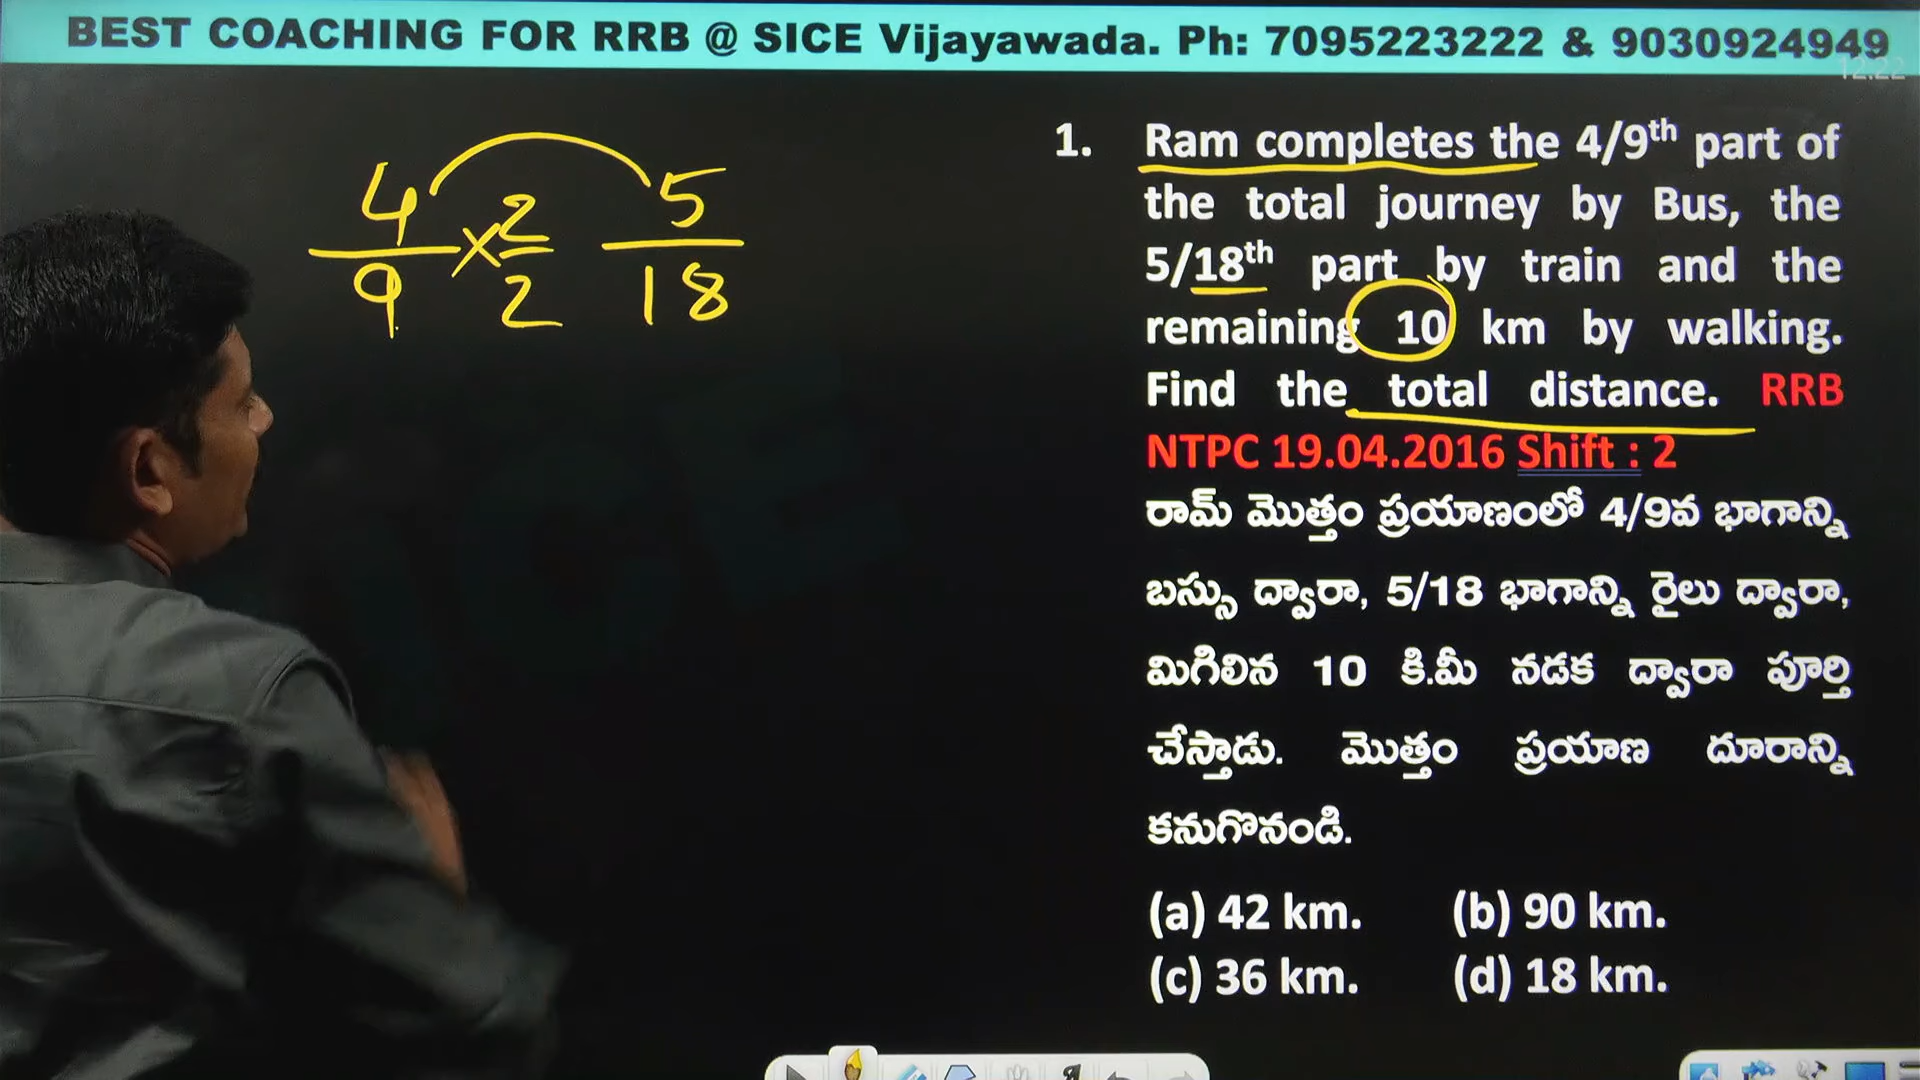 BEST COACHING FOR RRB @ SICE Vijayawada. Ph: 7095223222 & 9030924949
12:22
4/9 × 2/2 5/18
1. Ram completes the 4/9th part of
the total journey by Bus, the
5/18th part by train and the
remaining 10 km by walking.
Find the total distance. RRB
NTPC 19.04.2016 Shift : 2
రామ్ మొత్తం ప్రయాణంలో 4/9వ భాగాన్ని
బస్సు ద్వారా, 5/18 భాగాన్ని రైలు ద్వారా,
మిగిలిన 10 కి.మీ నడక ద్వారా పూర్తి
చేస్తాడు. మొత్తం ప్రయాణ దూరాన్ని
కనుగొనండి.
(a) 42 km. (b) 90 km.
(c) 36 km. (d) 18 km.